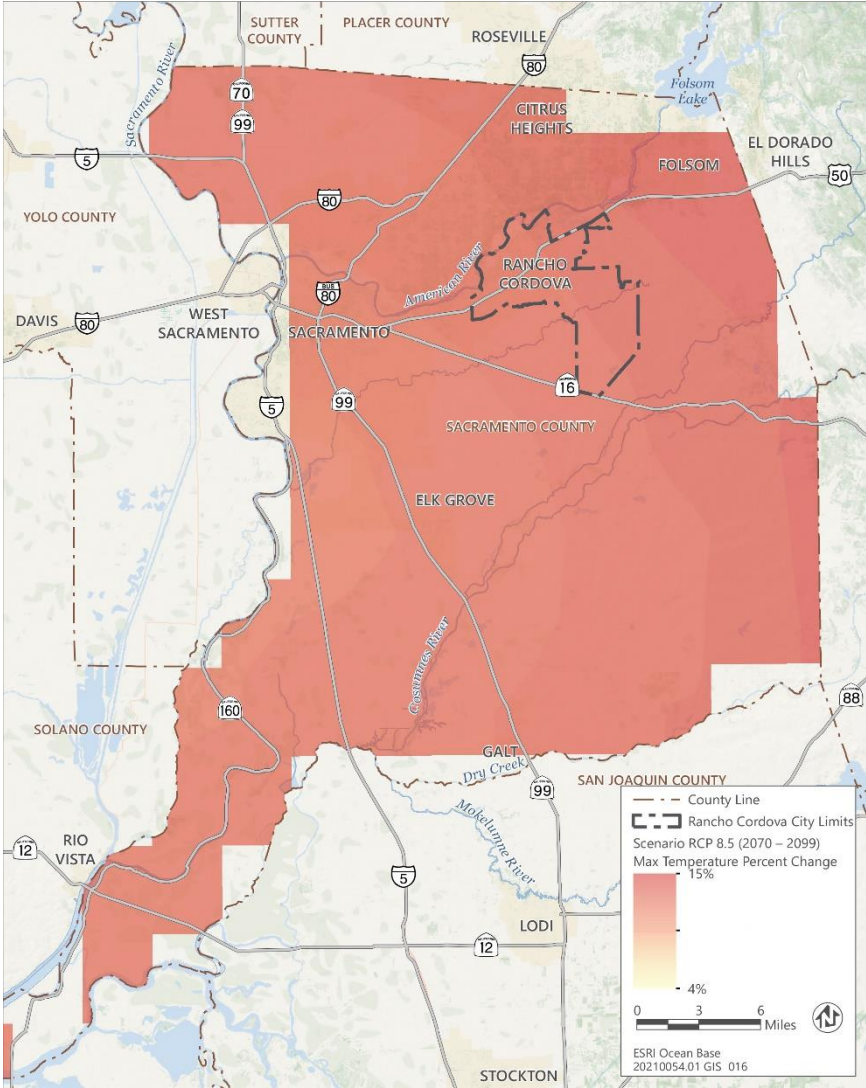 SUTTER
COUNTY
PLACER COUNTY
ROSEVILLE
80
Sacramento River
70
99
Folsom
Lake
CITRUS
HEIGHTS
EL DORADO
HILLS
5
FOLSOM
50
80
YOLO COUNTY
American River
RANCHO
CORDOVA
BUS
80
DAVIS
80
WEST
SACRAMENTO
SACRAMENTO
16
99
5
SACRAMENTO COUNTY
ELK GROVE
Cosumnes River
160
88
SOLANO COUNTY
GALT
Dry Creek
SAN JOAQUIN COUNTY
99
Mokelumne River
RIO
VISTA
12
5
LODI
12
STOCKTON
County Line
Rancho Cordova City Limits
Scenario RCP 8.5 (2070 – 2099)
Max Temperature Percent Change
15%
4%
0 3 6
Miles
N
ESRI Ocean Base
20210054.01 GIS 016